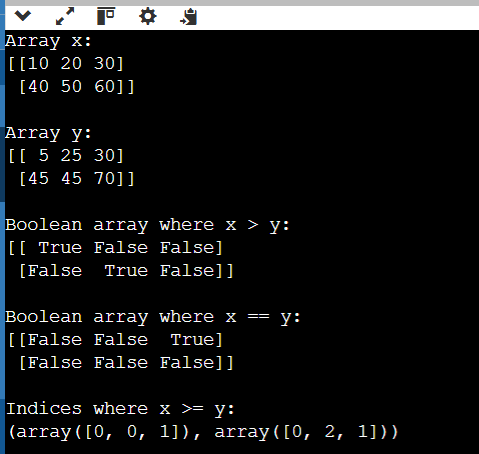 Array x:
[[10 20 30]
 [40 50 60]]

Array y:
[[ 5 25 30]
 [45 45 70]]

Boolean array where x > y:
[[ True False False]
 [False  True False]]

Boolean array where x == y:
[[False False  True]
 [False False False]]

Indices where x >= y:
(array([0, 0, 1]), array([0, 2, 1]))